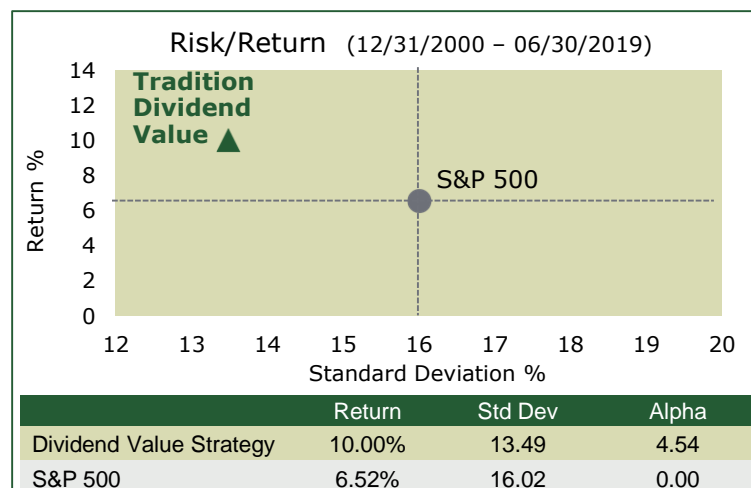 Risk/Return (12/31/2000 – 06/30/2019)
Return %
14
12
10
8
6
4
2
0
Tradition
Dividend
Value
S&P 500
12 13 14 15 16 17 18 19 20
Standard Deviation %
Return Std Dev Alpha
Dividend Value Strategy 10.00% 13.49 4.54
S&P 500 6.52% 16.02 0.00